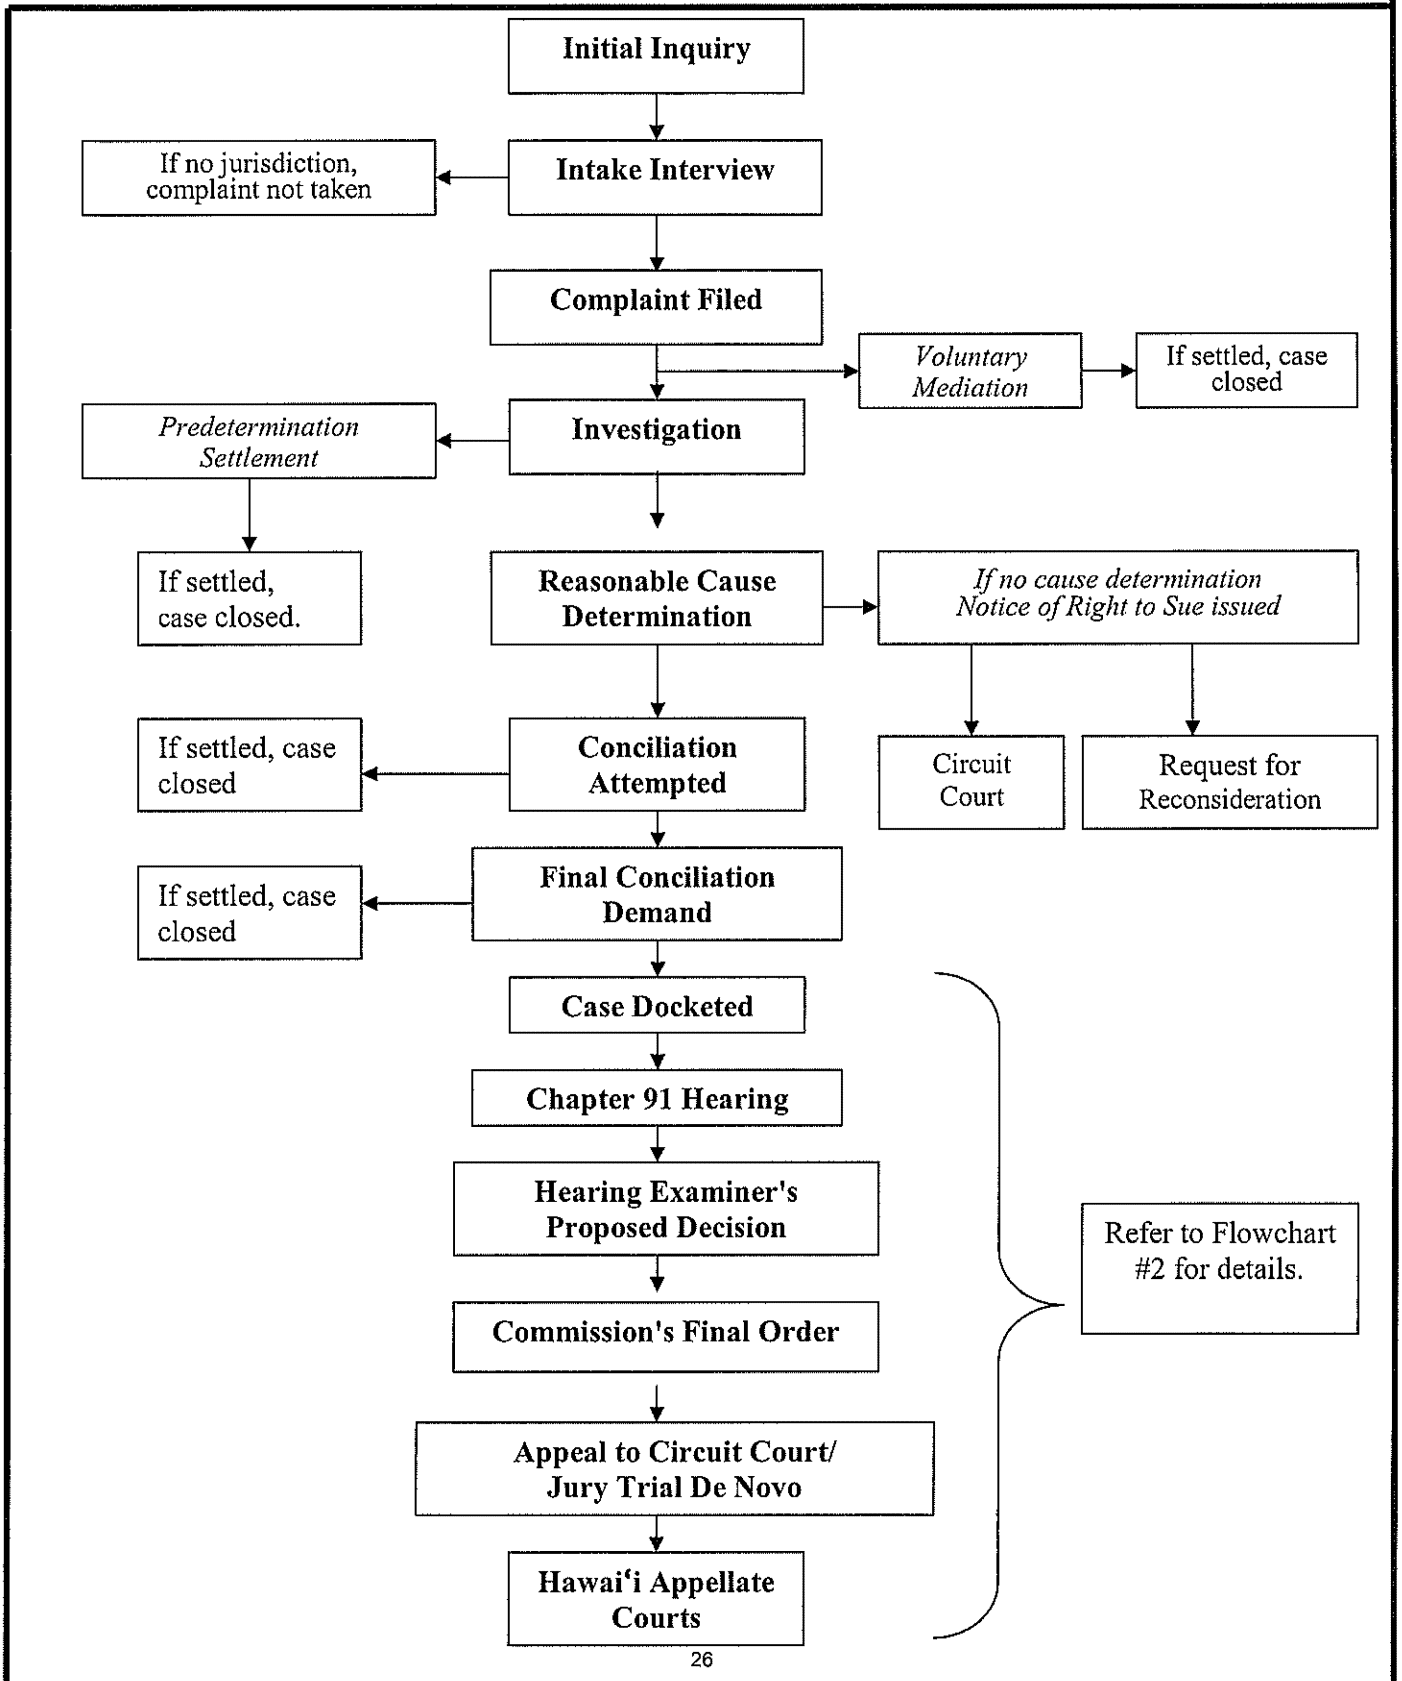 Initial Inquiry
If no jurisdiction,
complaint not taken
Intake Interview
Complaint Filed
Voluntary
Mediation
If settled, case
closed
Predetermination
Settlement
Investigation
If settled,
case closed.
Reasonable Cause
Determination
If no cause determination
Notice of Right to Sue issued
If settled, case
closed
Conciliation
Attempted
Circuit
Court
Request for
Reconsideration
If settled, case
closed
Final Conciliation
Demand
Case Docketed
Chapter 91 Hearing
Hearing Examiner's
Proposed Decision
Refer to Flowchart
#2 for details.
Commission's Final Order
Appeal to Circuit Court/
Jury Trial De Novo
Hawaiʻi Appellate
Courts
26